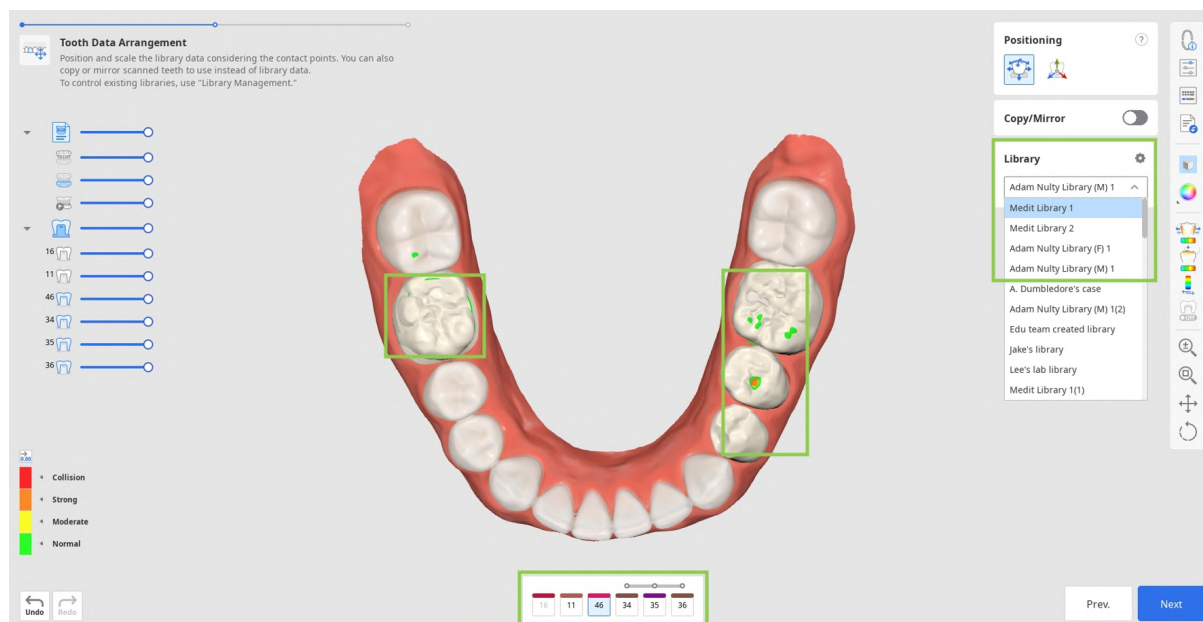 Tooth Data Arrangement
Position and scale the library data considering the contact points. You can also
copy or mirror scanned teeth to use instead of library data.
To control existing libraries, use "Library Management."
16
11
46
34
35
36
0.00
Collision
Strong
Moderate
Normal
Undo
Redo
16 11 46 34 35 36
Positioning
?
Copy/Mirror
Library
Adam Nulty Library (M) 1
Medit Library 1
Medit Library 2
Adam Nulty Library (F) 1
Adam Nulty Library (M) 1
A. Dumbledore's case
Adam Nulty Library (M) 1(2)
Edu team created library
Jake's library
Lee's lab library
Medit Library 1(1)
Prev.
Next